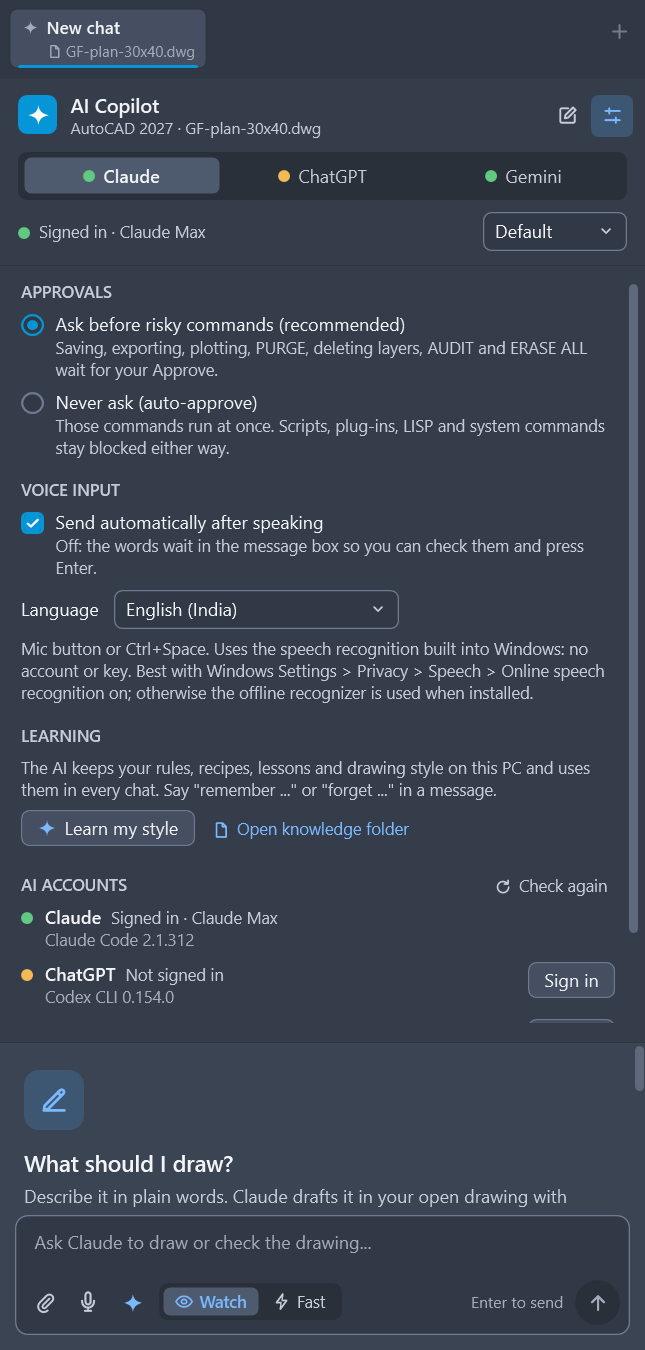 New chat
GF-plan-30x40.dwg
AI Copilot
AutoCAD 2027 · GF-plan-30x40.dwg
Claude
ChatGPT
Gemini
Signed in · Claude Max
Default
APPROVALS
Ask before risky commands (recommended)
Saving, exporting, plotting, PURGE, deleting layers, AUDIT and ERASE ALL
wait for your Approve.
Never ask (auto-approve)
Those commands run at once. Scripts, plug-ins, LISP and system commands
stay blocked either way.
VOICE INPUT
Send automatically after speaking
Off: the words wait in the message box so you can check them and press
Enter.
Language
English (India)
Mic button or Ctrl+Space. Uses the speech recognition built into Windows: no
account or key. Best with Windows Settings > Privacy > Speech > Online speech
recognition on; otherwise the offline recognizer is used when installed.
LEARNING
The AI keeps your rules, recipes, lessons and drawing style on this PC and uses
them in every chat. Say "remember ..." or "forget ..." in a message.
Learn my style
Open knowledge folder
AI ACCOUNTS
Check again
Claude Signed in · Claude Max
Claude Code 2.1.312
ChatGPT Not signed in
Codex CLI 0.154.0
Sign in
What should I draw?
Describe it in plain words. Claude drafts it in your open drawing with
Ask Claude to draw or check the drawing...
Watch
Fast
Enter to send